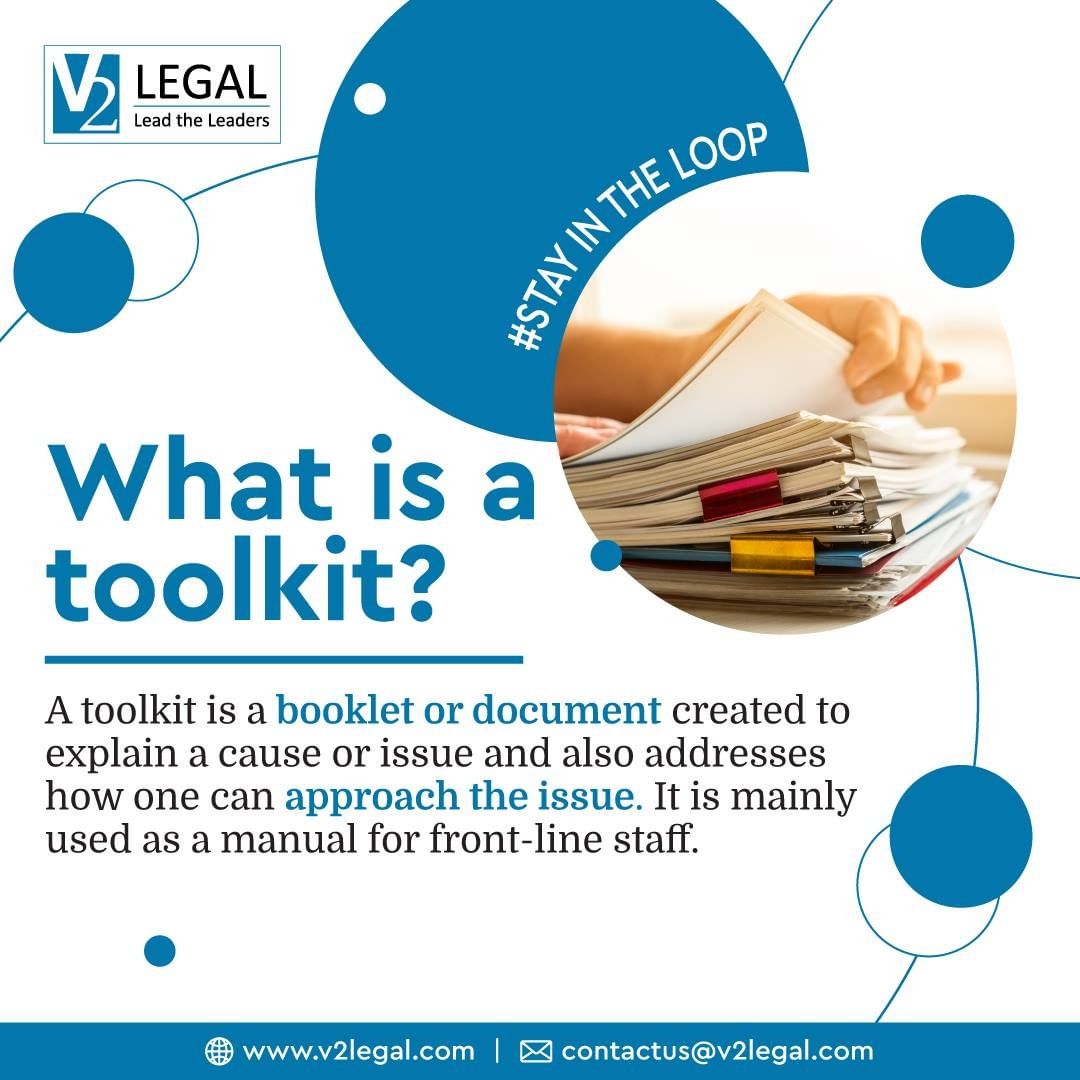 V2 LEGAL
Lead the Leaders
#STAY IN THE LOOP
What is a
toolkit?
A toolkit is a booklet or document created to
explain a cause or issue and also addresses
how one can approach the issue. It is mainly
used as a manual for front-line staff.
www.v2legal.com | contactus@v2legal.com